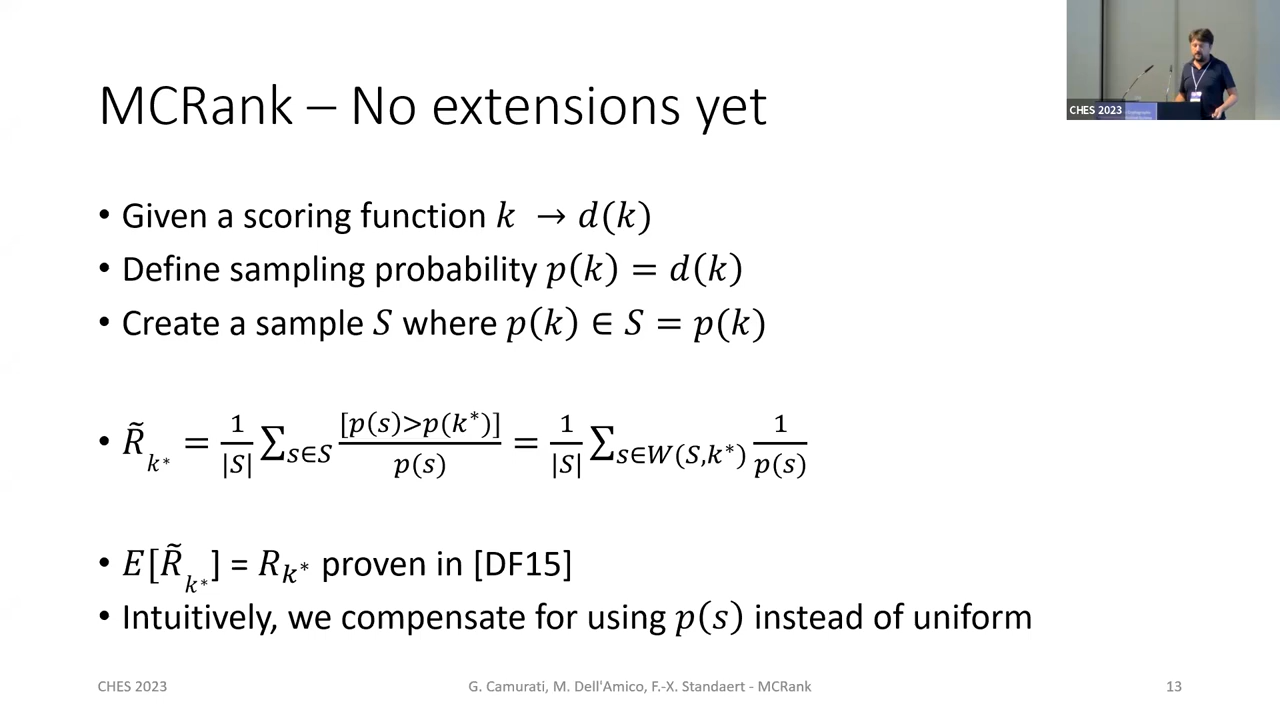 MCRank – No extensions yet
CHES 2023
• Given a scoring function k → d(k)
• Define sampling probability p(k) = d(k)
• Create a sample S where p(k) ∈ S = p(k)
• R̃_{k*} = 1/|S| ∑_{s∈S} [p(s)>p(k*)]/p(s) = 1/|S| ∑_{s∈W(S,k*)} 1/p(s)
• E[R̃_{k*}] = R_{k*} proven in [DF15]
• Intuitively, we compensate for using p(s) instead of uniform
CHES 2023 G. Camurati, M. Dell'Amico, F.-X. Standaert - MCRank 13